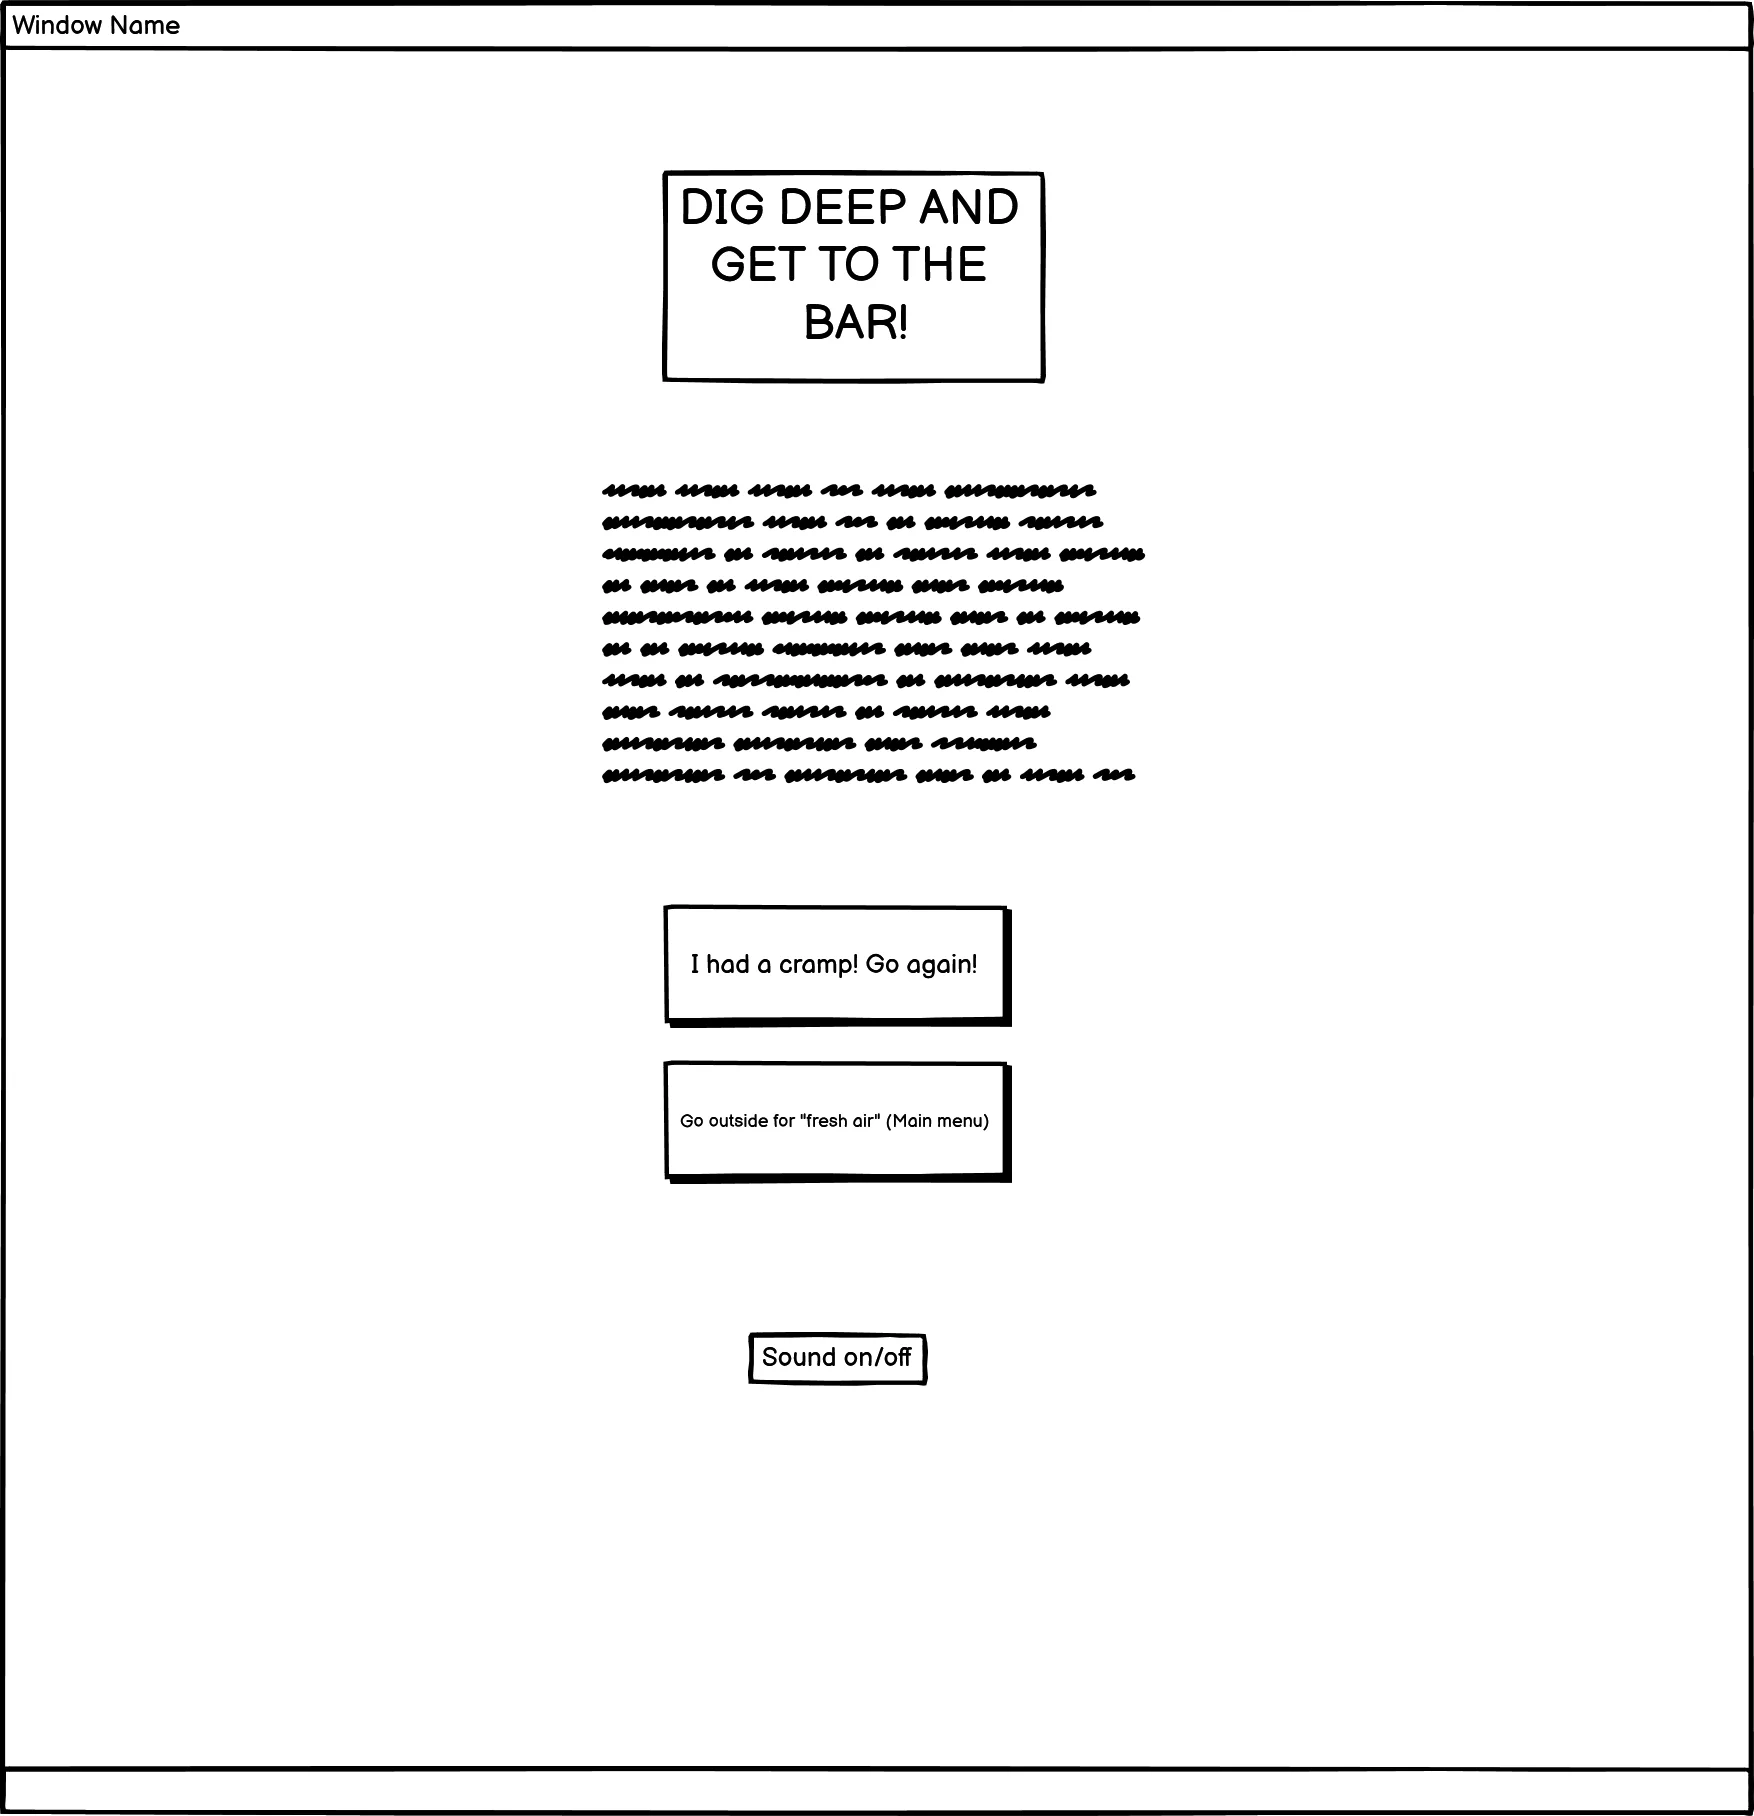 Window Name
DIG DEEP AND
GET TO THE
BAR!
I had a cramp! Go again!
Go outside for "fresh air" (Main menu)
Sound on/off